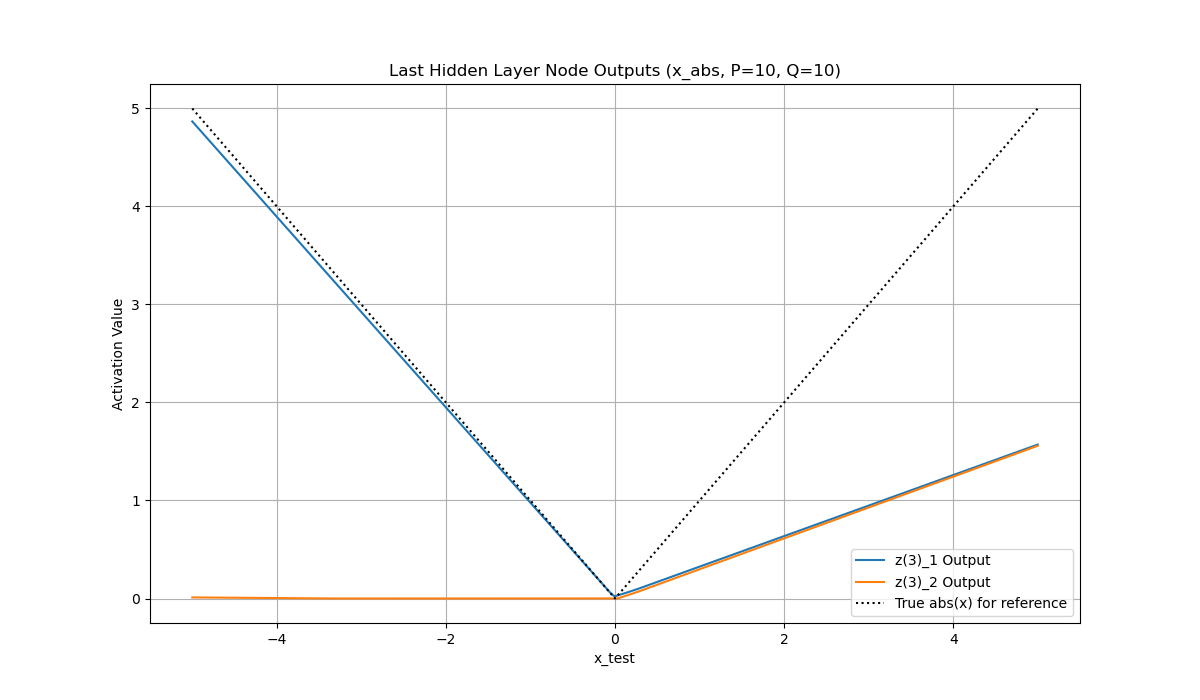 Last Hidden Layer Node Outputs (x_abs, P=10, Q=10)
Activation Value
5
4
3
2
1
0
−4
−2
0
2
4
x_test
z(3)_1 Output
z(3)_2 Output
True abs(x) for reference